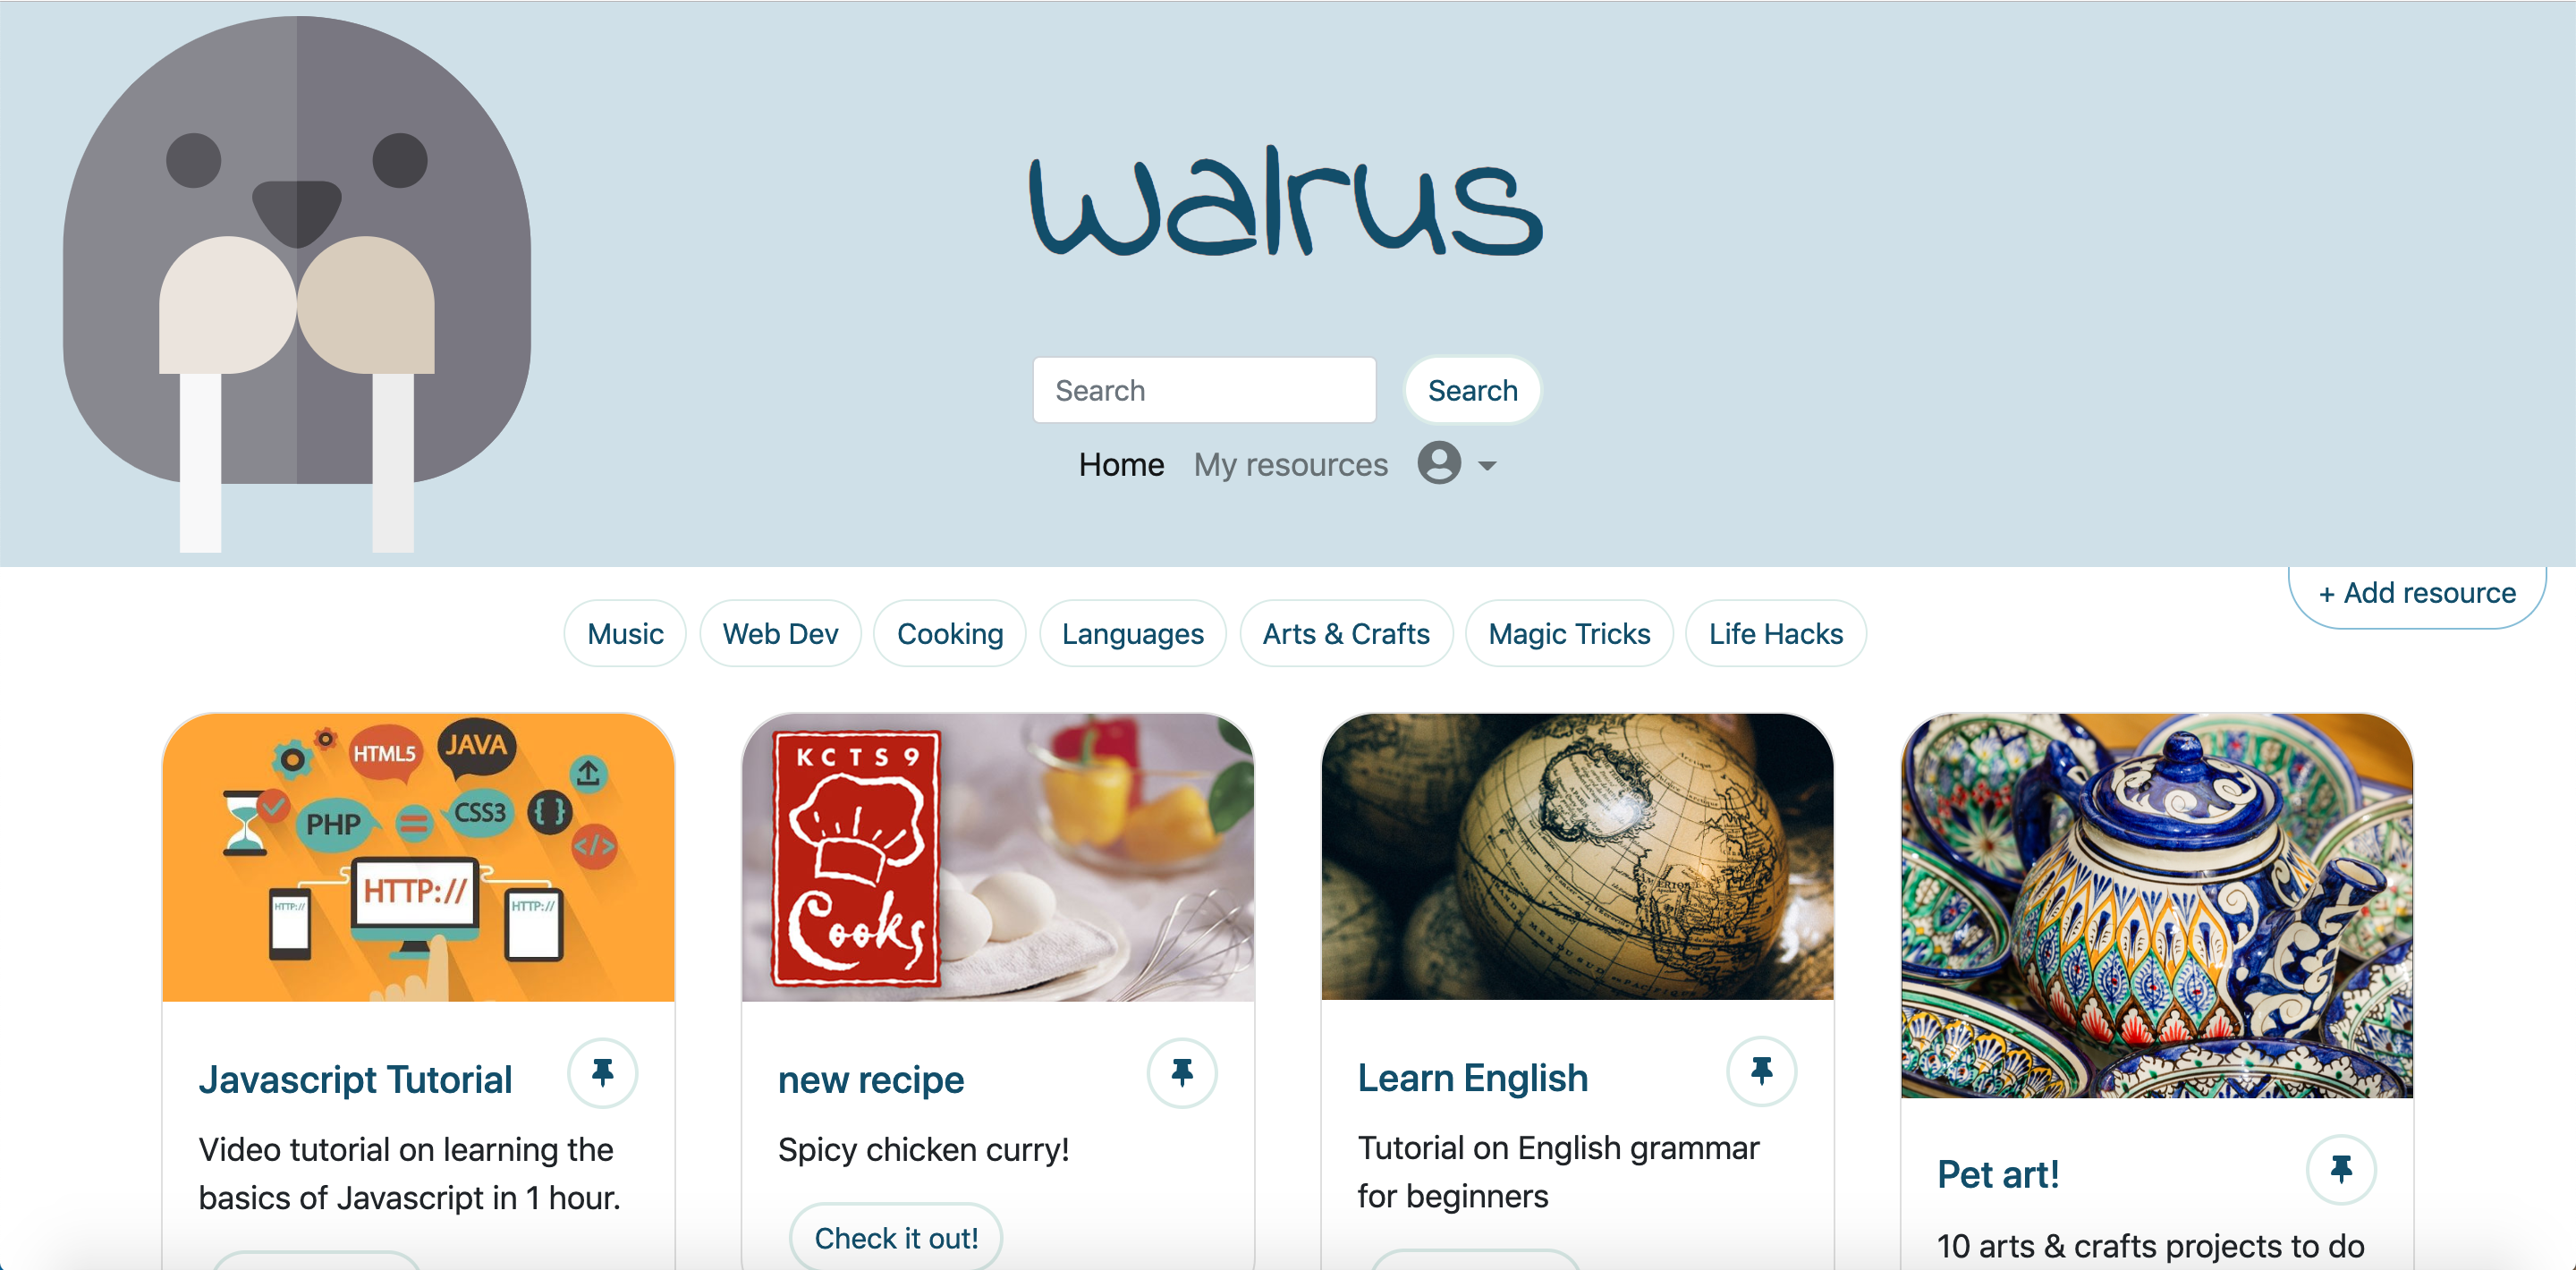 walrus
Search
Search
Home
My resources
Music
Web Dev
Cooking
Languages
Arts & Crafts
Magic Tricks
Life Hacks
+ Add resource
HTML5
JAVA
PHP
CSS3
{ }
</>
HTTP://
HTTP://
HTTP://
KCTS 9
Cooks
Javascript Tutorial
Video tutorial on learning the
basics of Javascript in 1 hour.
new recipe
Spicy chicken curry!
Check it out!
Learn English
Tutorial on English grammar
for beginners
Pet art!
10 arts & crafts projects to do